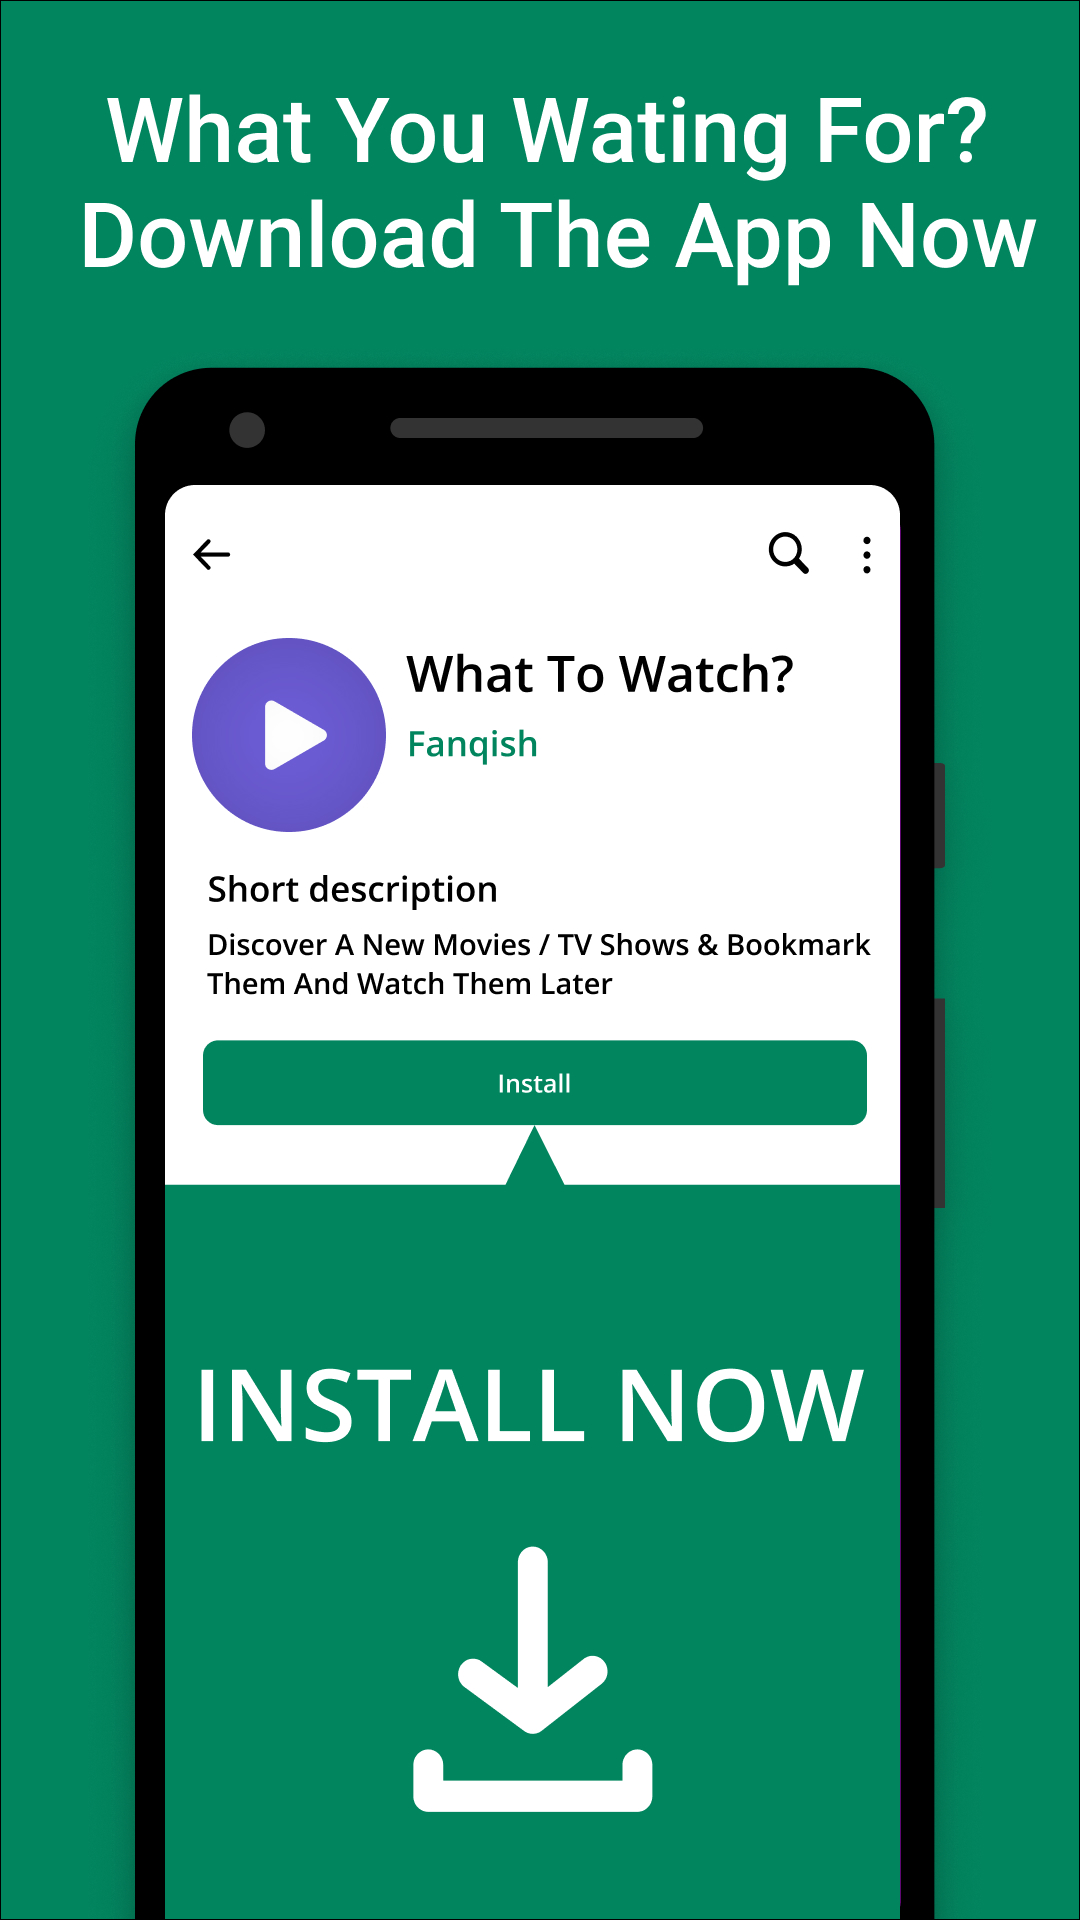 What You Wating For?
Download The App Now
What To Watch?
Fanqish
Short description
Discover A New Movies / TV Shows & Bookmark
Them And Watch Them Later
Install
INSTALL NOW